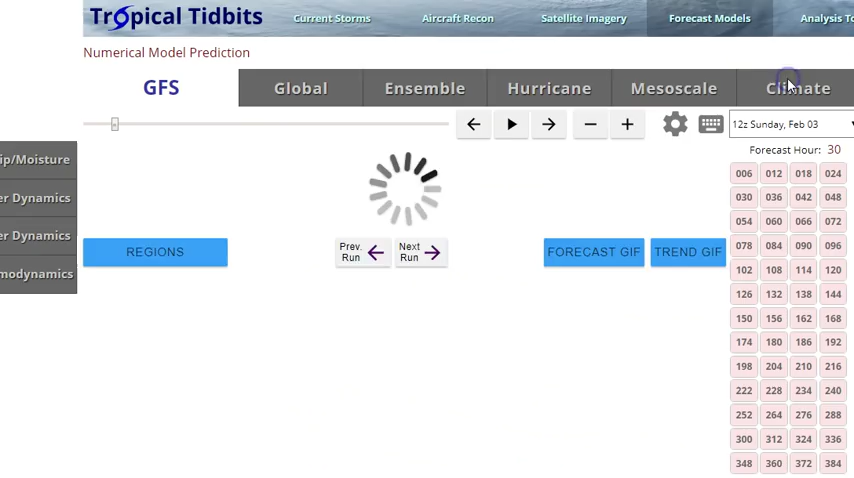 Tropical Tidbits
Current Storms Aircraft Recon Satellite Imagery Forecast Models Analysis To
Numerical Model Prediction
GFS Global Ensemble Hurricane Mesoscale Climate
12z Sunday, Feb 03
Forecast Hour: 30
ip/Moisture
er Dynamics
er Dynamics
modynamics
REGIONS
Prev. Run
Next Run
FORECAST GIF TREND GIF
006 012 018 024
030 036 042 048
054 060 066 072
078 084 090 096
102 108 114 120
126 132 138 144
150 156 162 168
174 180 186 192
198 204 210 216
222 228 234 240
252 264 276 288
300 312 324 336
348 360 372 384